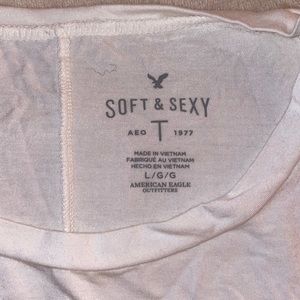 SOFT & SEXY
AEO T 1977
MADE IN VIETNAM
FABRIQUÉ AU VIETNAM
HECHO EN VIETNAM
L/G/G
AMERICAN EAGLE
OUTFITTERS